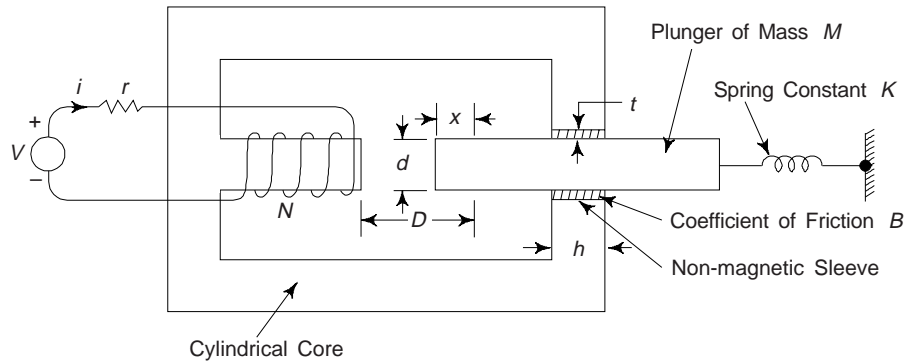 Plunger of Mass M
Spring Constant K
i
r
t
x
+
V
–
d
N
D
h
Coefficient of Friction B
Non-magnetic Sleeve
Cylindrical Core